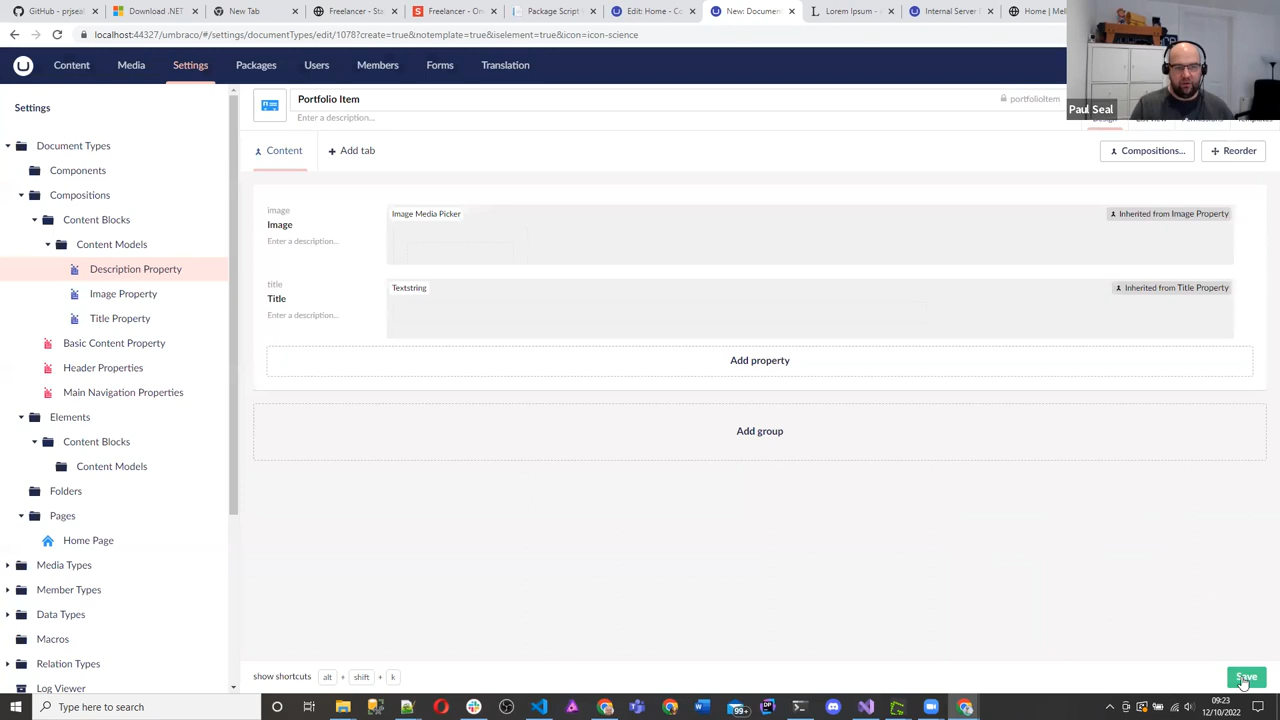 GitHub - pjseal
Download .NET
New Tab
Freelancer - Sta
Freelancer - One
Package Script
Edit: Home - Co
New: Documen
Lorem Ipsum -
Internal Server
Home | Mel
localhost:44327/umbraco/#/settings/documentTypes/edit/1078?create=true&notemplate=true&iselement=true&icon=icon-science
Content
Media
Settings
Packages
Users
Members
Forms
Translation
Paul Seal
Settings
Portfolio Item
portfolioItem
Enter a description...
Content
Add tab
Compositions...
Reorder
Document Types
Components
Compositions
Content Blocks
Content Models
Description Property
Image Property
Title Property
Basic Content Property
Header Properties
Main Navigation Properties
Elements
Content Blocks
Content Models
Folders
Pages
Home Page
Media Types
Member Types
Data Types
Macros
Relation Types
Log Viewer
image
Image
Enter a description...
Image Media Picker
Inherited from Image Property
title
Title
Enter a description...
Textstring
Inherited from Title Property
Add property
Add group
show shortcuts alt + shift + k
Save
Type here to search
99+
09:23
12/10/2022